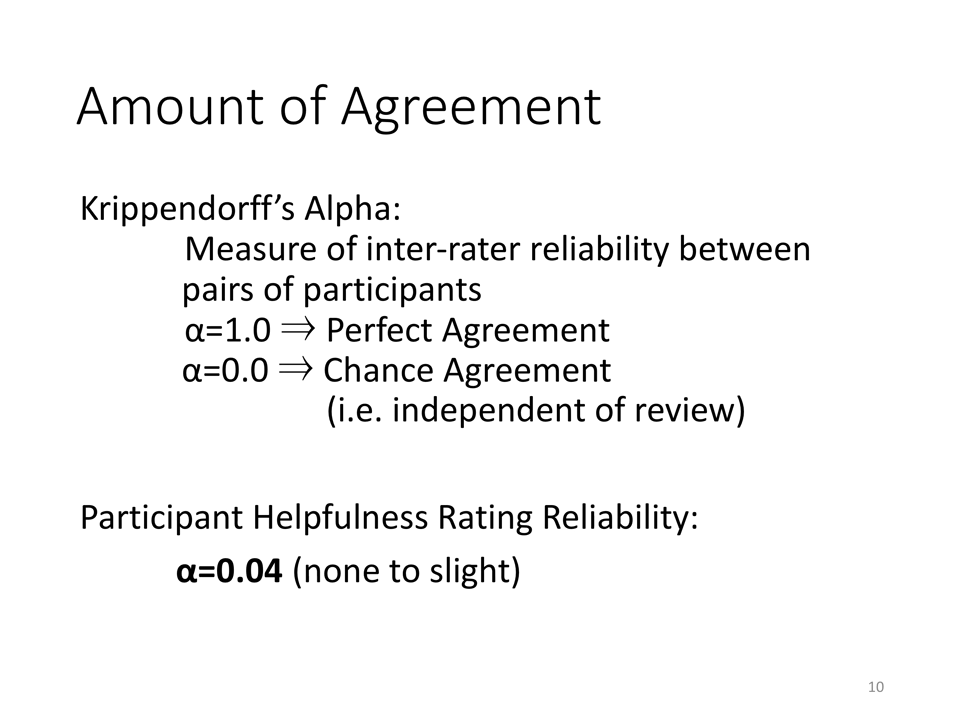 Amount of Agreement
Krippendorff’s Alpha:
Measure of inter-rater reliability between
pairs of participants
α=1.0 ⇒ Perfect Agreement
α=0.0 ⇒ Chance Agreement
(i.e. independent of review)
Participant Helpfulness Rating Reliability:
α=0.04 (none to slight)
10